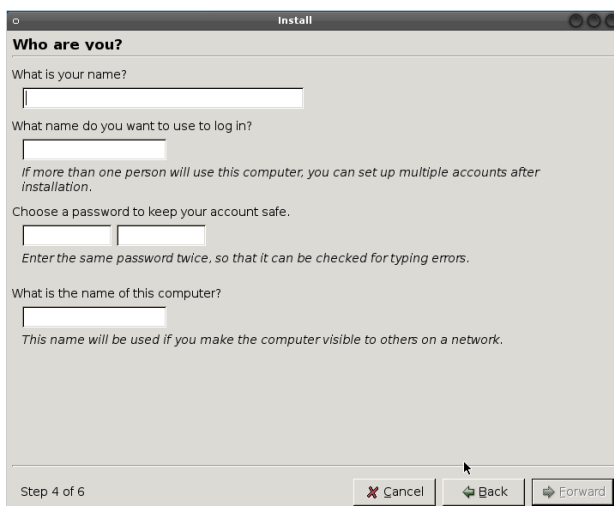 Install
Who are you?
What is your name?
What name do you want to use to log in?
If more than one person will use this computer, you can set up multiple accounts after
installation.
Choose a password to keep your account safe.
Enter the same password twice, so that it can be checked for typing errors.
What is the name of this computer?
This name will be used if you make the computer visible to others on a network.
Step 4 of 6
Cancel
Back
Forward